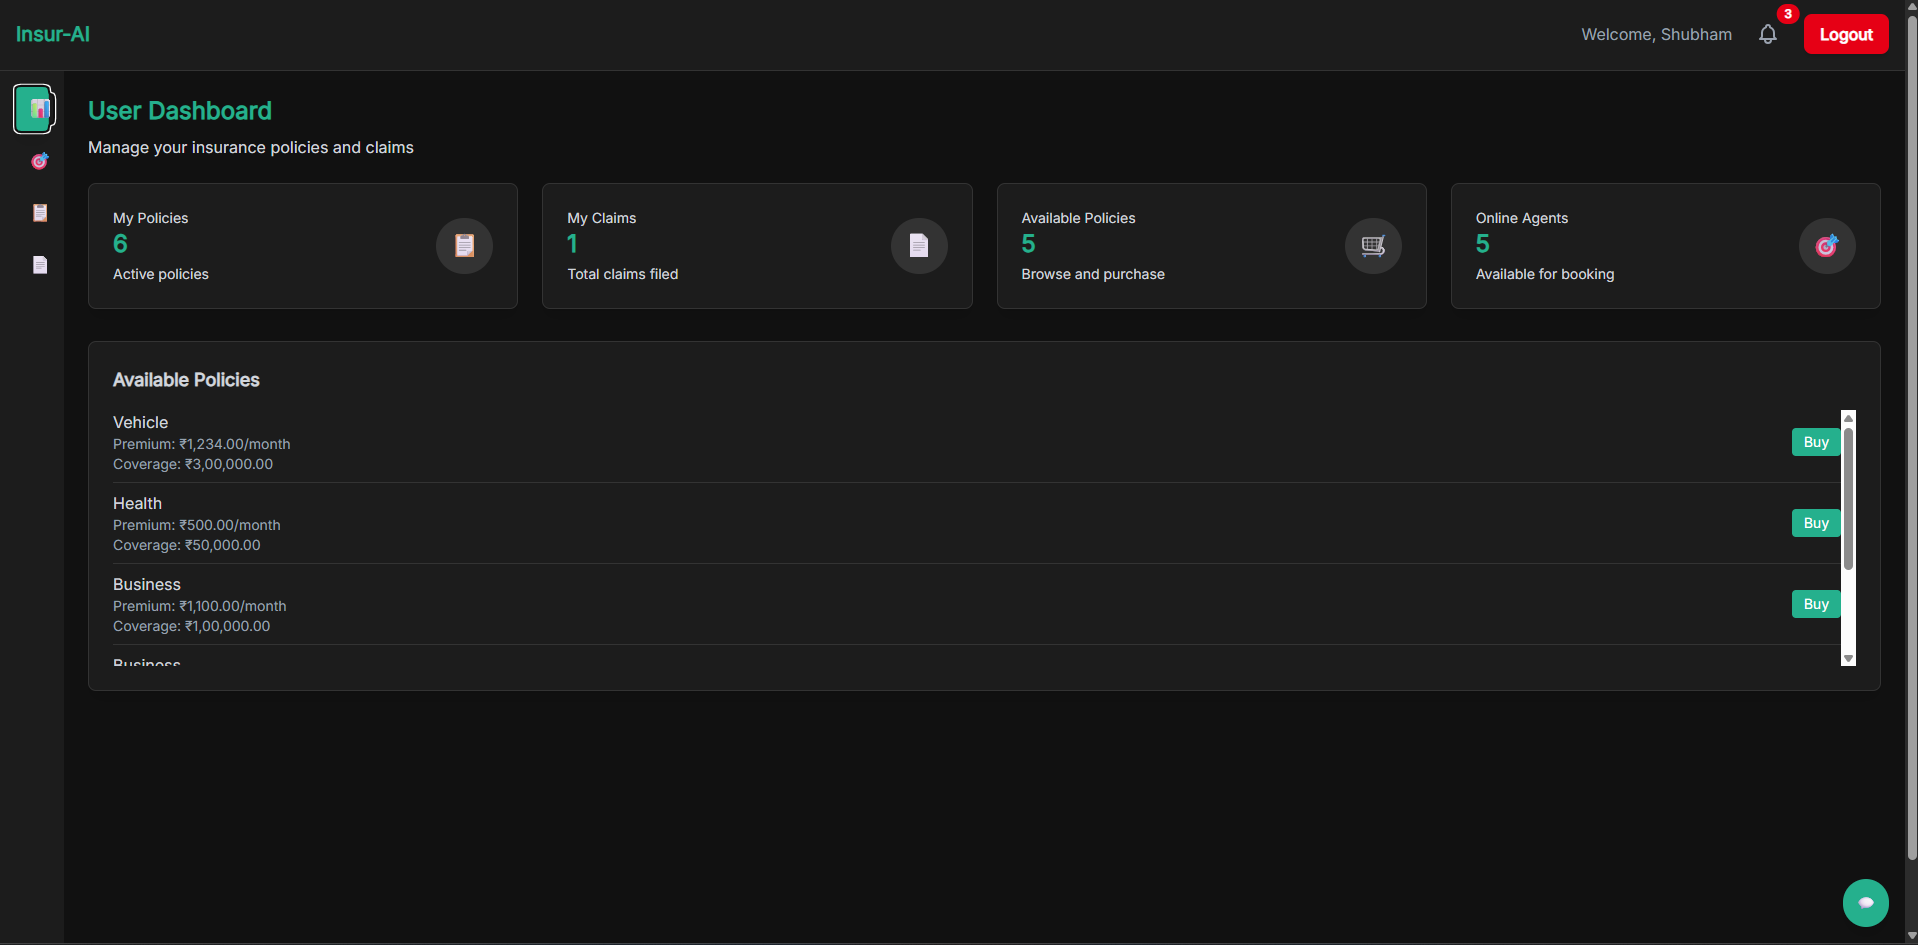 Insur-AI
Welcome, Shubham
3
Logout
User Dashboard
Manage your insurance policies and claims
My Policies
6
Active policies
My Claims
1
Total claims filed
Available Policies
5
Browse and purchase
Online Agents
5
Available for booking
Available Policies
Vehicle
Premium: ₹1,234.00/month
Coverage: ₹3,00,000.00
Buy
Health
Premium: ₹500.00/month
Coverage: ₹50,000.00
Buy
Business
Premium: ₹1,100.00/month
Coverage: ₹1,00,000.00
Buy
Business